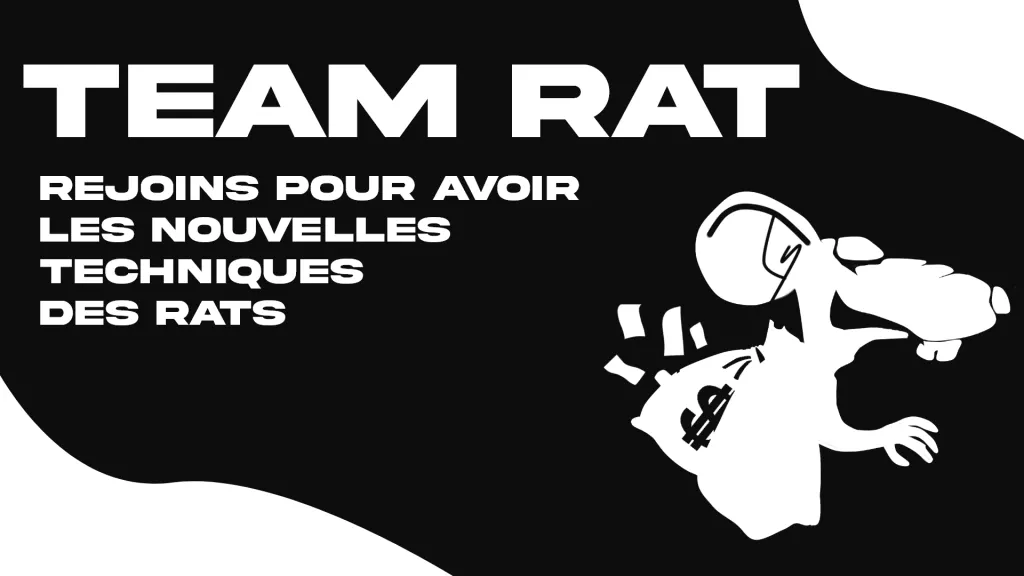 TEAM RAT
REJOINS POUR AVOIR
LES NOUVELLES
TECHNIQUES
DES RATS
$